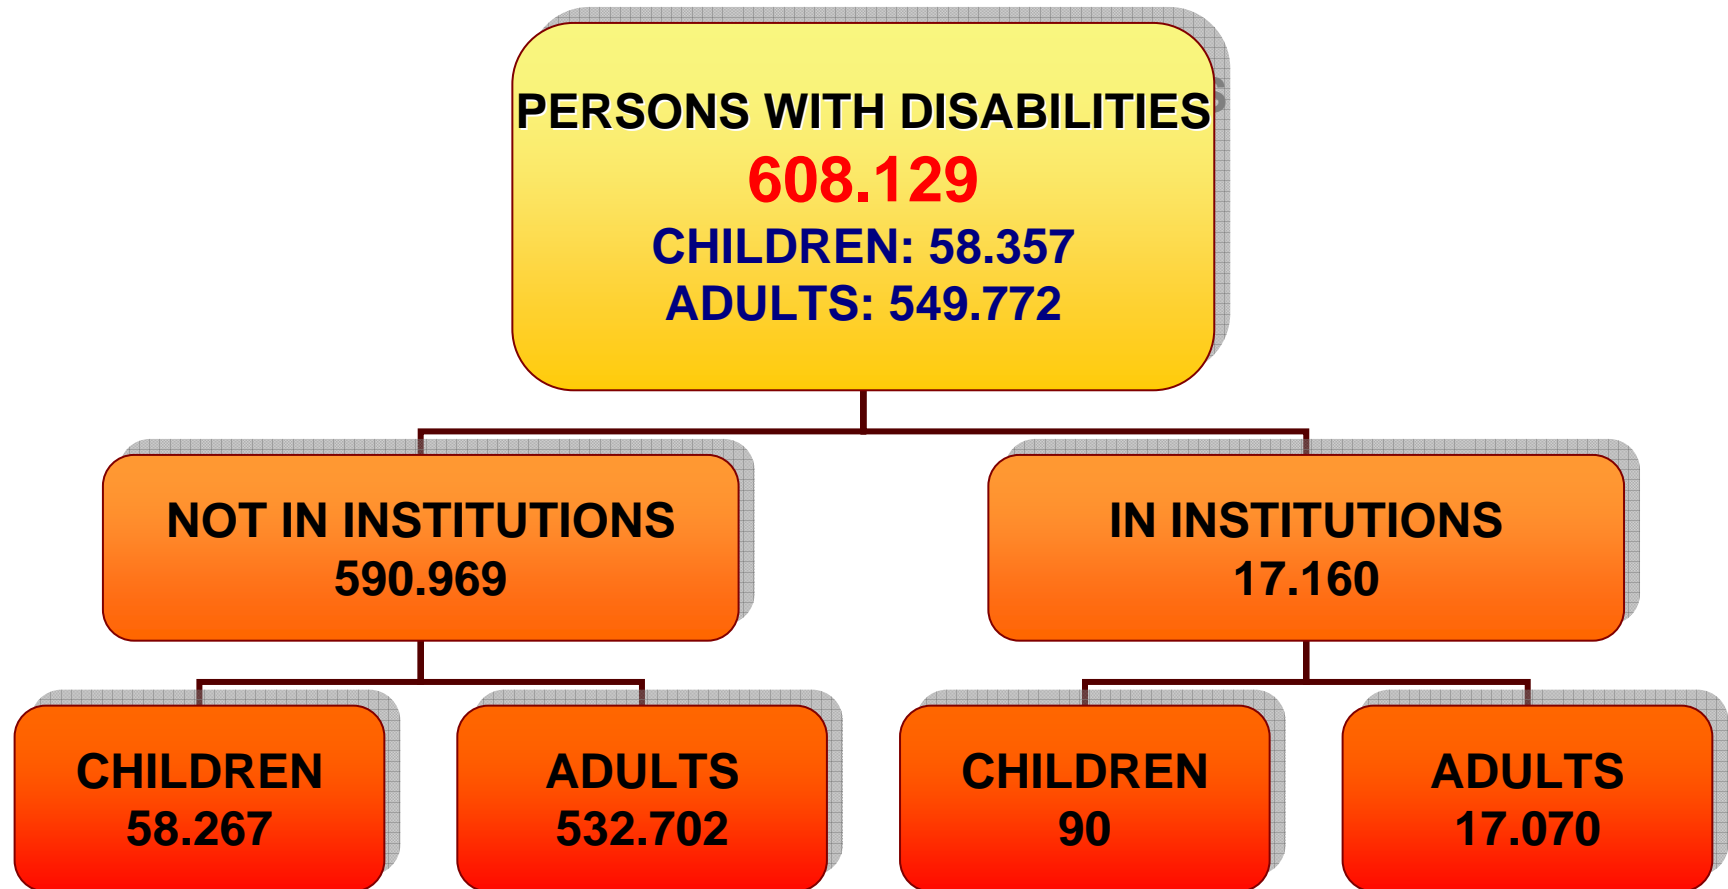 PERSONS WITH DISABILITIES
608.129
CHILDREN: 58.357
ADULTS: 549.772
NOT IN INSTITUTIONS
590.969
IN INSTITUTIONS
17.160
CHILDREN
58.267
ADULTS
532.702
CHILDREN
90
ADULTS
17.070